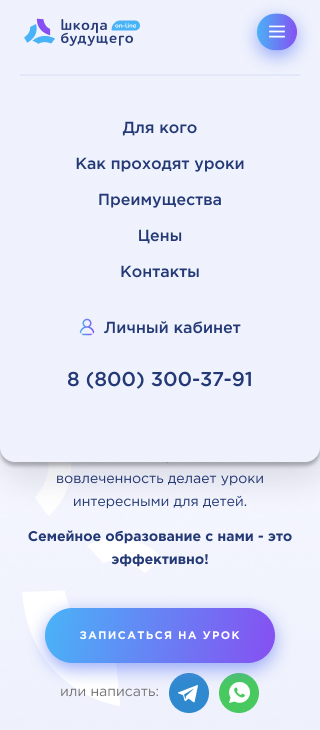 школа on-line
будущего
Для кого
Как проходят уроки
Преимущества
Цены
Контакты
Личный кабинет
8 (800) 300-37-91
вовлеченность делает уроки
интересными для детей.
Семейное образование с нами - это
эффективно!
ЗАПИСАТЬСЯ НА УРОК
или написать: